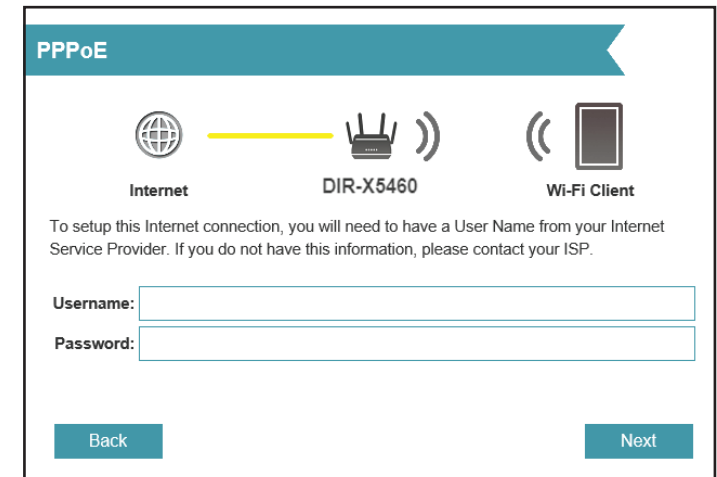 PPPoE
Internet
DIR-X5460
Wi-Fi Client
To setup this Internet connection, you will need to have a User Name from your Internet
Service Provider. If you do not have this information, please contact your ISP.
Username:
Password:
Back
Next